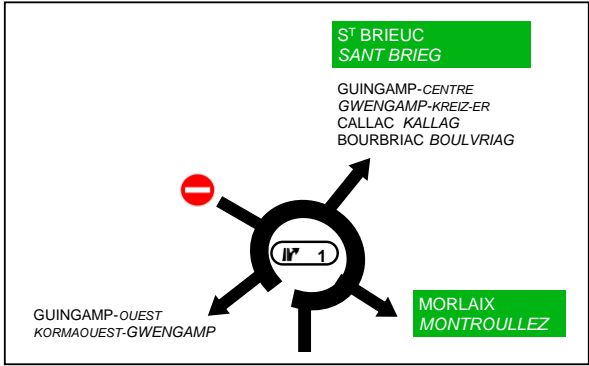 Sᵀ BRIEUC
SANT BRIEG
GUINGAMP-CENTRE
GWENGAMP-KREIZ-ER
CALLAC KALLAG
BOURBRIAC BOULVRIAG
1
GUINGAMP-OUEST
KORMAOUEST-GWENGAMP
MORLAIX
MONTROULLEZ